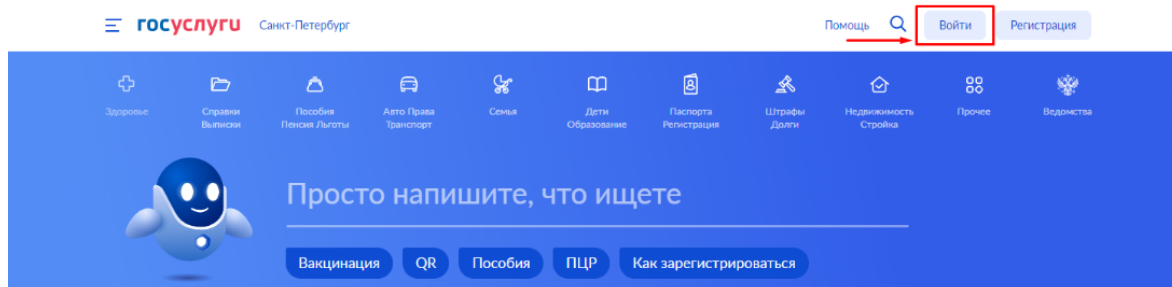 госуслуги Санкт-Петербург Помощь Войти Регистрация
Здоровье
Справки Выписки
Пособия Пенсия Льготы
Авто Права Транспорт
Семья
Дети Образование
Паспорта Регистрация
Штрафы Долги
Недвижимость Стройка
Прочее
Ведомства
Просто напишите, что ищете
Вакцинация QR Пособия ПЦР Как зарегистрироваться